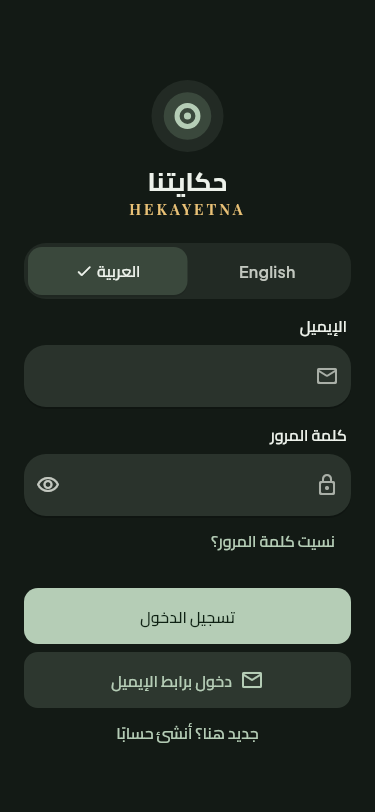 حكايتنا
HEKAYETNA
العربية
English
الإيميل
كلمة المرور
نسيت كلمة المرور؟
تسجيل الدخول
دخول برابط الإيميل
جديد هنا؟ أنشئ حسابًا